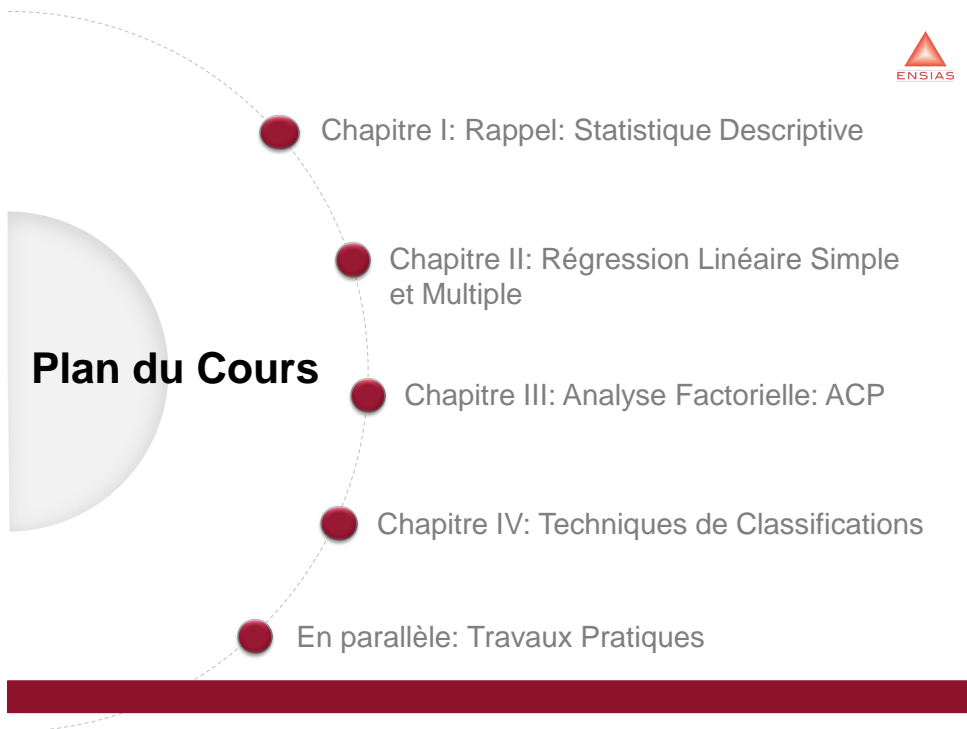 ENSIAS
Chapitre I: Rappel: Statistique Descriptive
Chapitre II: Régression Linéaire Simple
et Multiple
Plan du Cours
Chapitre III: Analyse Factorielle: ACP
Chapitre IV: Techniques de Classifications
En parallèle: Travaux Pratiques